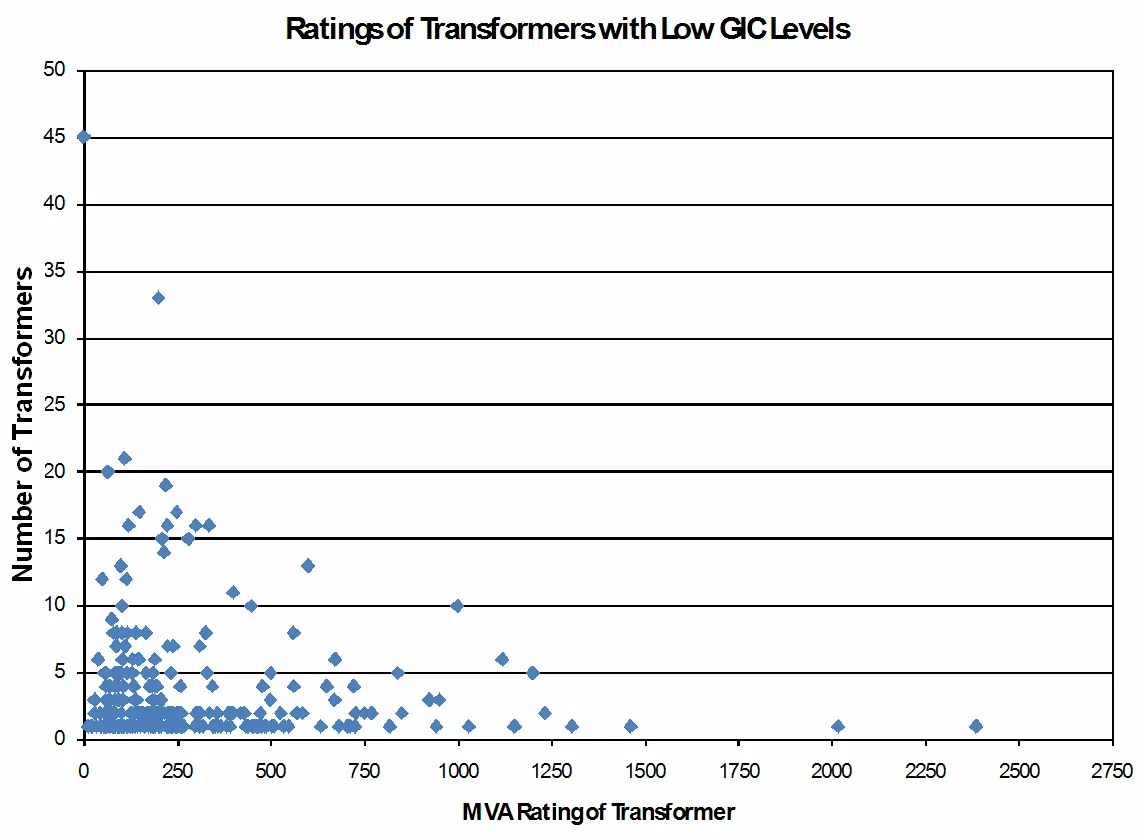 Ratings of Transformers with Low GIC Levels
50
45
40
35
30
25
20
15
10
5
0
Number of Transformers
0 250 500 750 1000 1250 1500 1750 2000 2250 2500 2750
MVA Rating of Transformer